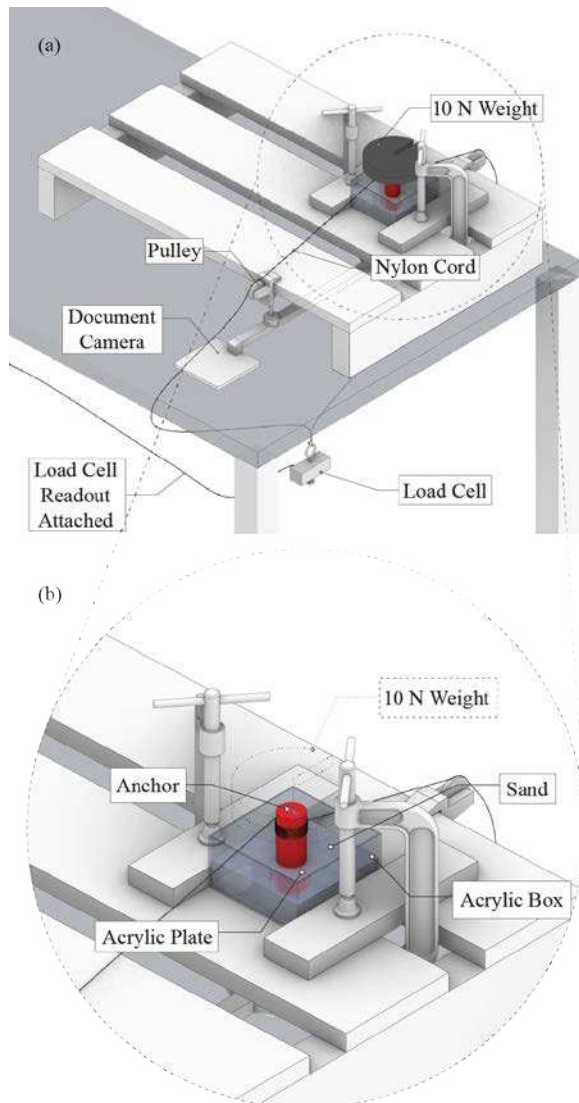 (a)
10 N Weight
Pulley
Nylon Cord
Document
Camera
Load Cell
Readout
Attached
Load Cell
(b)
10 N Weight
Anchor
Sand
Acrylic Box
Acrylic Plate